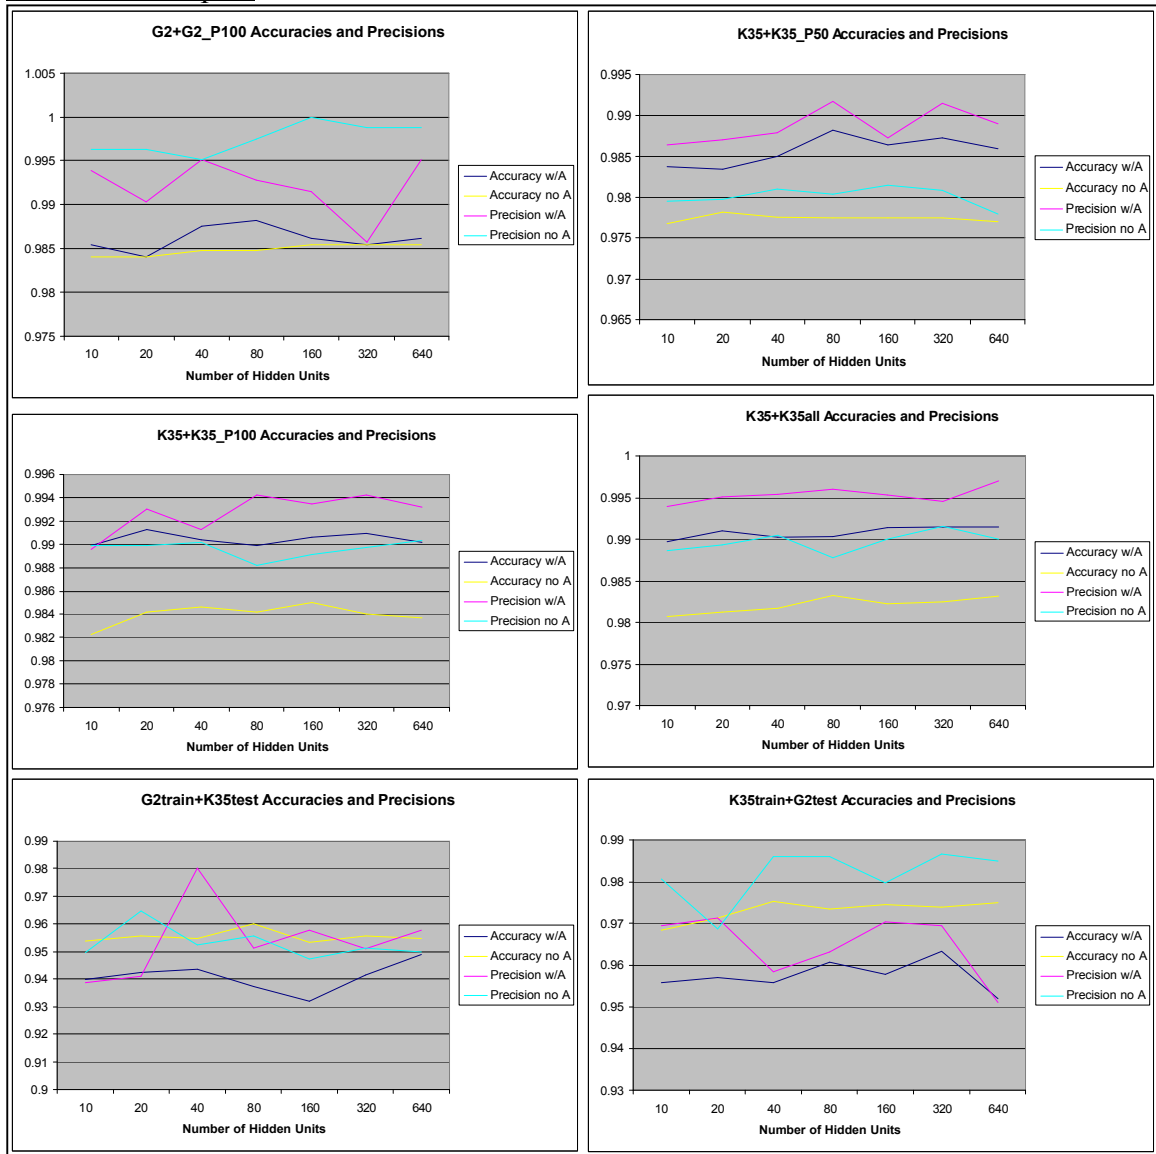 G2+G2_P100 Accuracies and Precisions
1.005
1
0.995
0.99
0.985
0.98
0.975
10 20 40 80 160 320 640
Number of Hidden Units
Accuracy w/A
Accuracy no A
Precision w/A
Precision no A
K35+K35_P50 Accuracies and Precisions
0.995
0.99
0.985
0.98
0.975
0.97
0.965
10 20 40 80 160 320 640
Number of Hidden Units
Accuracy w/A
Accuracy no A
Precision w/A
Precision no A
K35+K35_P100 Accuracies and Precisions
0.996
0.994
0.992
0.99
0.988
0.986
0.984
0.982
0.98
0.978
0.976
10 20 40 80 160 320 640
Number of Hidden Units
Accuracy w/A
Accuracy no A
Precision w/A
Precision no A
K35+K35all Accuracies and Precisions
1
0.995
0.99
0.985
0.98
0.975
0.97
10 20 40 80 160 320 640
Number of Hidden Units
Accuracy w/A
Accuracy no A
Precision w/A
Precision no A
G2train+K35test Accuracies and Precisions
0.99
0.98
0.97
0.96
0.95
0.94
0.93
0.92
0.91
0.9
10 20 40 80 160 320 640
Number of Hidden Units
Accuracy w/A
Accuracy no A
Precision w/A
Precision no A
K35train+G2test Accuracies and Precisions
0.99
0.98
0.97
0.96
0.95
0.94
0.93
10 20 40 80 160 320 640
Number of Hidden Units
Accuracy w/A
Accuracy no A
Precision w/A
Precision no A